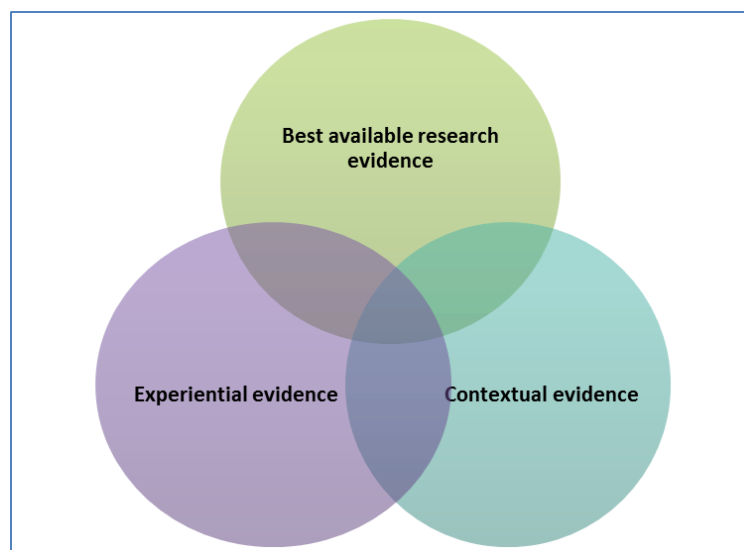 Best available research
evidence
Experiential evidence
Contextual evidence